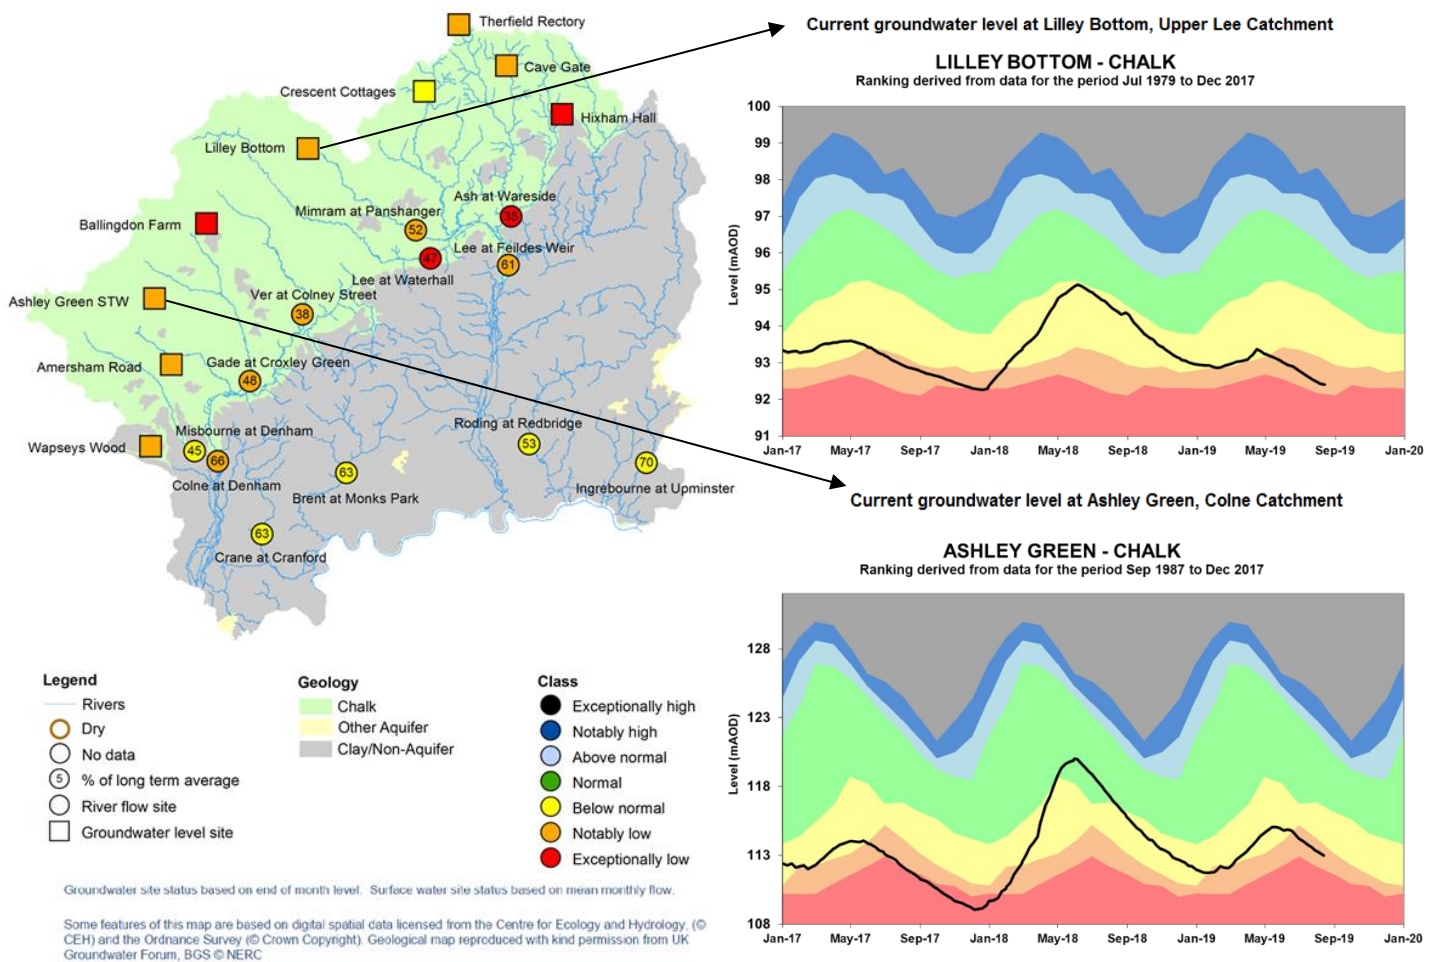 Therfield Rectory
Cave Gate
Crescent Cottages
Hixham Hall
Lilley Bottom
Ash at Wareside
35
Mimram at Panshanger
52
Ballingdon Farm
Lee at Feildes Weir
61
47
Lee at Waterhall
Ashley Green STW
Ver at Colney Street
38
Amersham Road
Gade at Croxley Green
48
Wapseys Wood
Misbourne at Denham
45
66
Colne at Denham
Roding at Redbridge
53
63
Brent at Monks Park
70
Ingrebourne at Upminster
63
Crane at Cranford
Legend
Rivers
Dry
No data
5
% of long term average
River flow site
Groundwater level site
Geology
Chalk
Other Aquifer
Clay/Non-Aquifer
Class
Exceptionally high
Notably high
Above normal
Normal
Below normal
Notably low
Exceptionally low
Groundwater site status based on end of month level. Surface water site status based on mean monthly flow.
Some features of this map are based on digital spatial data licensed from the Centre for Ecology and Hydrology, (©
CEH) and the Ordnance Survey (© Crown Copyright). Geological map reproduced with kind permission from UK
Groundwater Forum, BGS © NERC
Current groundwater level at Lilley Bottom, Upper Lee Catchment
LILLEY BOTTOM - CHALK
Ranking derived from data for the period Jul 1979 to Dec 2017
Level (mAOD)
100
99
98
97
96
95
94
93
92
91
Jan-17 May-17 Sep-17 Jan-18 May-18 Sep-18 Jan-19 May-19 Sep-19 Jan-20
Current groundwater level at Ashley Green, Colne Catchment
ASHLEY GREEN - CHALK
Ranking derived from data for the period Sep 1987 to Dec 2017
Level (mAOD)
128
123
118
113
108
Jan-17 May-17 Sep-17 Jan-18 May-18 Sep-18 Jan-19 May-19 Sep-19 Jan-20